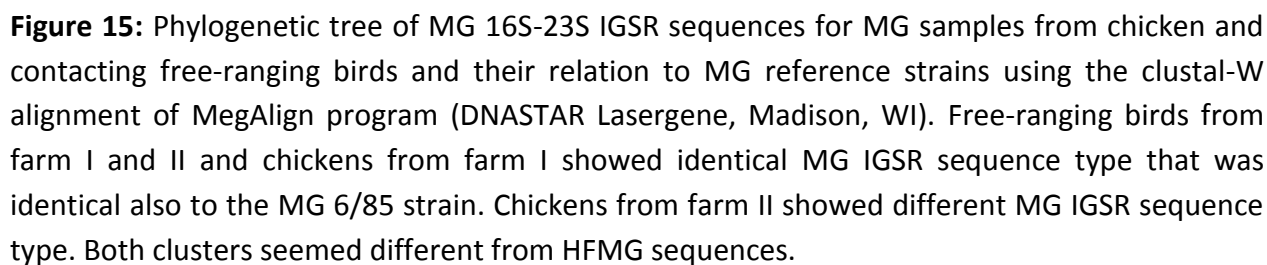 Figure 15: Phylogenetic tree of MG 16S-23S IGSR sequences for MG samples from chicken and
contacting free-ranging birds and their relation to MG reference strains using the clustal-W
alignment of MegAlign program (DNASTAR Lasergene, Madison, WI). Free-ranging birds from
farm I and II and chickens from farm I showed identical MG IGSR sequence type that was
identical also to the MG 6/85 strain. Chickens from farm II showed different MG IGSR sequence
type. Both clusters seemed different from HFMG sequences.